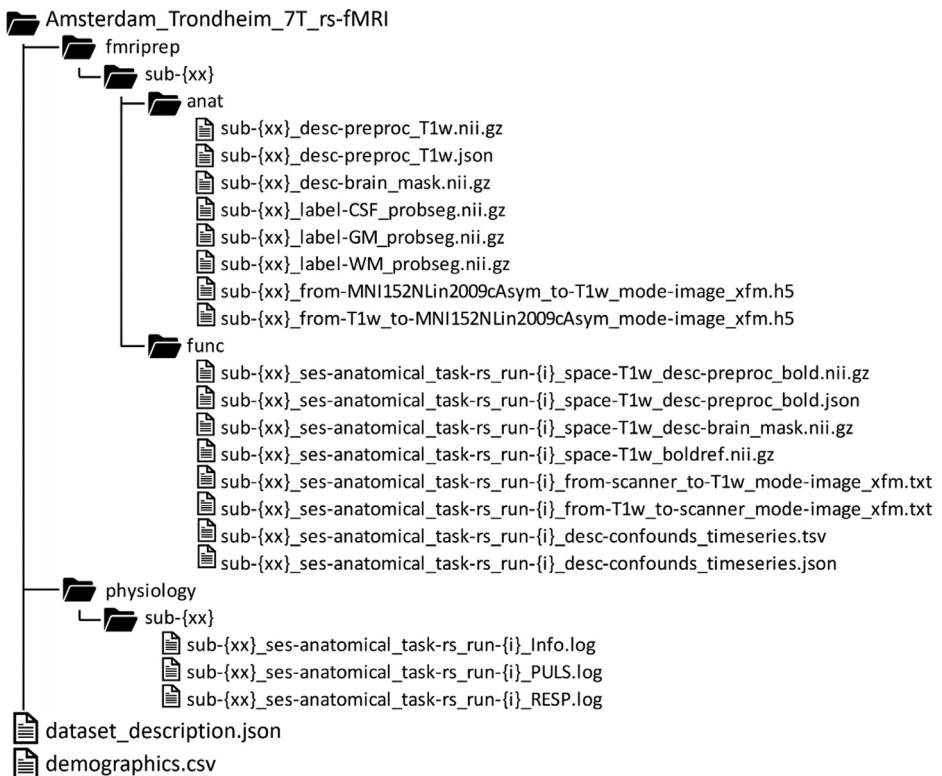 Amsterdam_Trondheim_7T_rs-fMRI
fmriprep
sub-{xx}
anat
sub-{xx}_desc-preproc_T1w.nii.gz
sub-{xx}_desc-preproc_T1w.json
sub-{xx}_desc-brain_mask.nii.gz
sub-{xx}_label-CSF_probseg.nii.gz
sub-{xx}_label-GM_probseg.nii.gz
sub-{xx}_label-WM_probseg.nii.gz
sub-{xx}_from-MNI152NLin2009cAsym_to-T1w_mode-image_xfm.h5
sub-{xx}_from-T1w_to-MNI152NLin2009cAsym_mode-image_xfm.h5
func
sub-{xx}_ses-anatomical_task-rs_run-{i}_space-T1w_desc-preproc_bold.nii.gz
sub-{xx}_ses-anatomical_task-rs_run-{i}_space-T1w_desc-preproc_bold.json
sub-{xx}_ses-anatomical_task-rs_run-{i}_space-T1w_desc-brain_mask.nii.gz
sub-{xx}_ses-anatomical_task-rs_run-{i}_space-T1w_boldref.nii.gz
sub-{xx}_ses-anatomical_task-rs_run-{i}_from-scanner_to-T1w_mode-image_xfm.txt
sub-{xx}_ses-anatomical_task-rs_run-{i}_from-T1w_to-scanner_mode-image_xfm.txt
sub-{xx}_ses-anatomical_task-rs_run-{i}_desc-confounds_timeseries.tsv
sub-{xx}_ses-anatomical_task-rs_run-{i}_desc-confounds_timeseries.json
physiology
sub-{xx}
sub-{xx}_ses-anatomical_task-rs_run-{i}_Info.log
sub-{xx}_ses-anatomical_task-rs_run-{i}_PULS.log
sub-{xx}_ses-anatomical_task-rs_run-{i}_RESP.log
dataset_description.json
demographics.csv